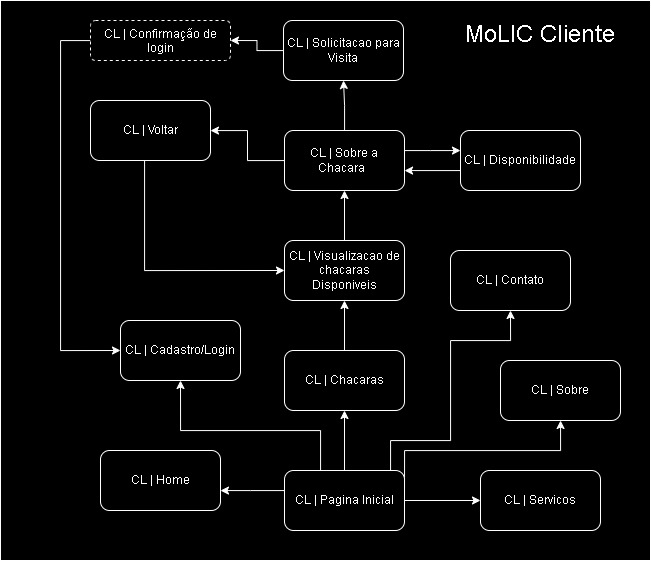 MoLIC Cliente
CL | Confirmação de
login
CL | Solicitacao para
Visita
CL | Voltar
CL | Sobre a
Chacara
CL | Disponibilidade
CL | Visualizacao de
chacaras
Disponiveis
CL | Contato
CL | Cadastro/Login
CL | Chacaras
CL | Sobre
CL | Home
CL | Pagina Inicial
CL | Servicos